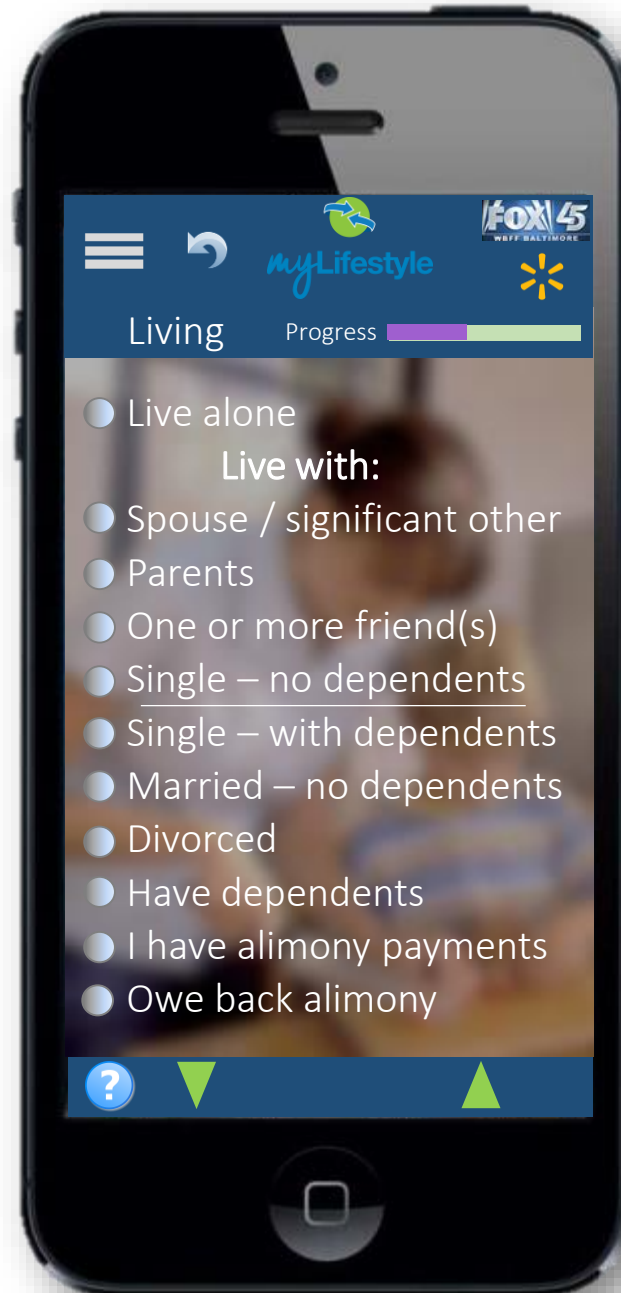 FOX 45
WBFF BALTIMORE
myLifestyle
Living
Progress
Live alone
Live with:
Spouse / significant other
Parents
One or more friend(s)
Single – no dependents
Single – with dependents
Married – no dependents
Divorced
Have dependents
I have alimony payments
Owe back alimony
?